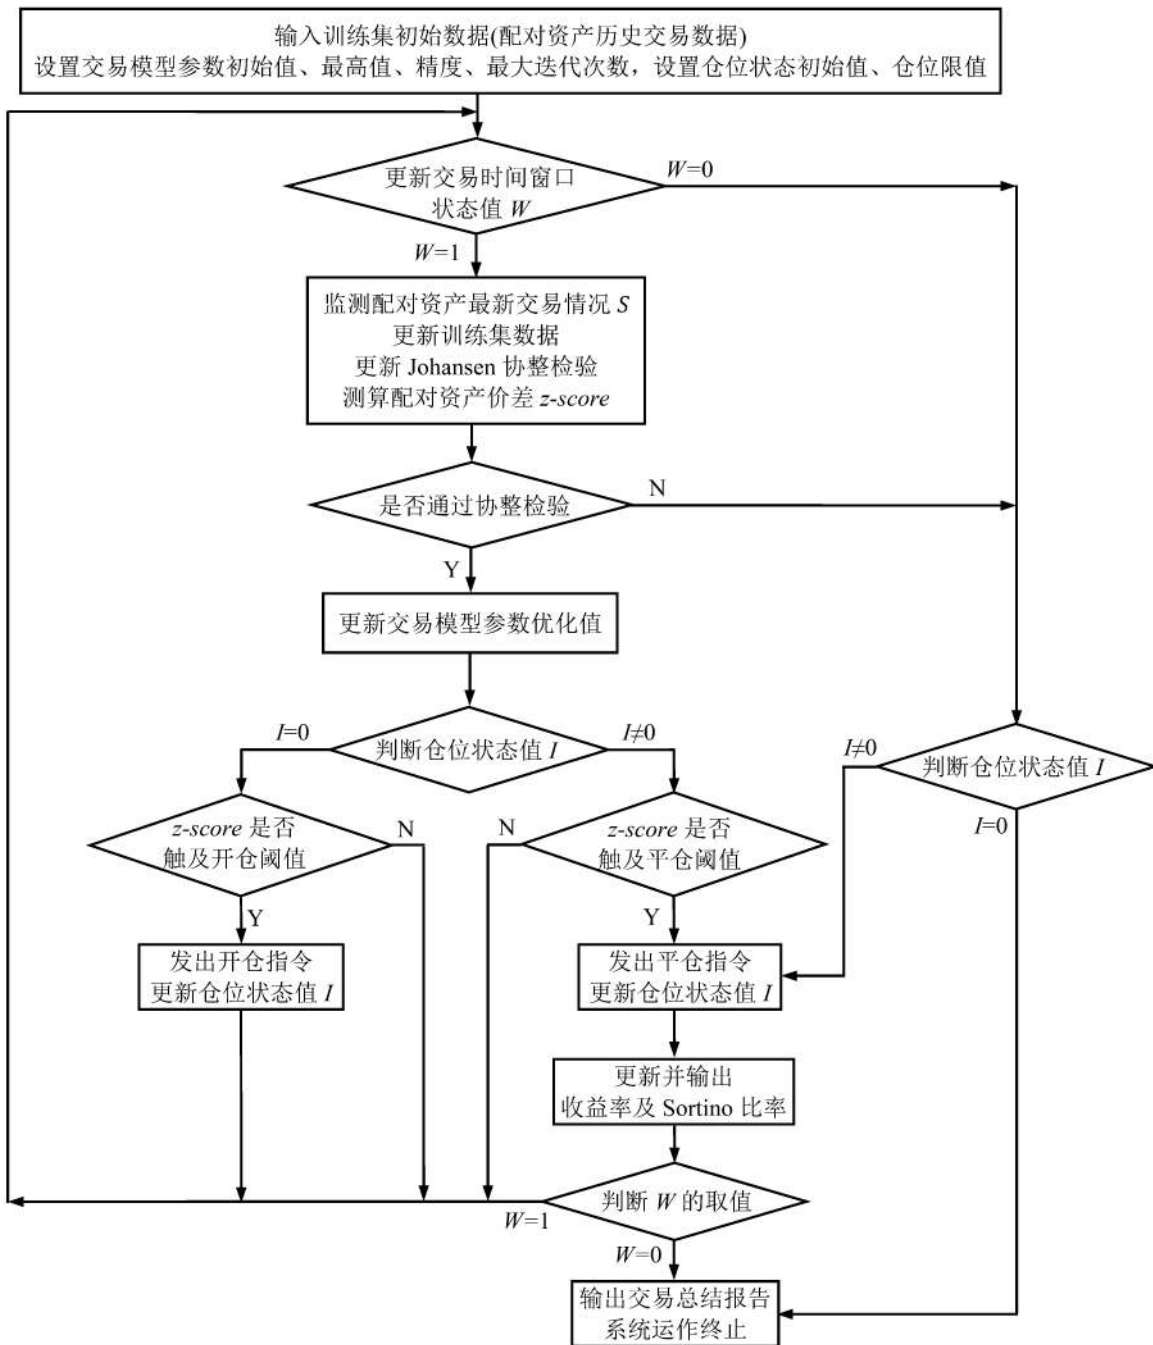 输入训练集初始数据(配对资产历史交易数据)
设置交易模型参数初始值、最高值、精度、最大迭代次数，设置仓位状态初始值、仓位限值
更新交易时间窗口
状态值 W
W=0
W=1
监测配对资产最新交易情况 S
更新训练集数据
更新 Johansen 协整检验
测算配对资产价差 z-score
是否通过协整检验
N
Y
更新交易模型参数优化值
判断仓位状态值 I
I=0
I≠0
判断仓位状态值 I
I≠0
I=0
z-score 是否
触及开仓阈值
N
Y
z-score 是否
触及平仓阈值
N
Y
发出开仓指令
更新仓位状态值 I
发出平仓指令
更新仓位状态值 I
更新并输出
收益率及 Sortino 比率
判断 W 的取值
W=1
W=0
输出交易总结报告
系统运作终止